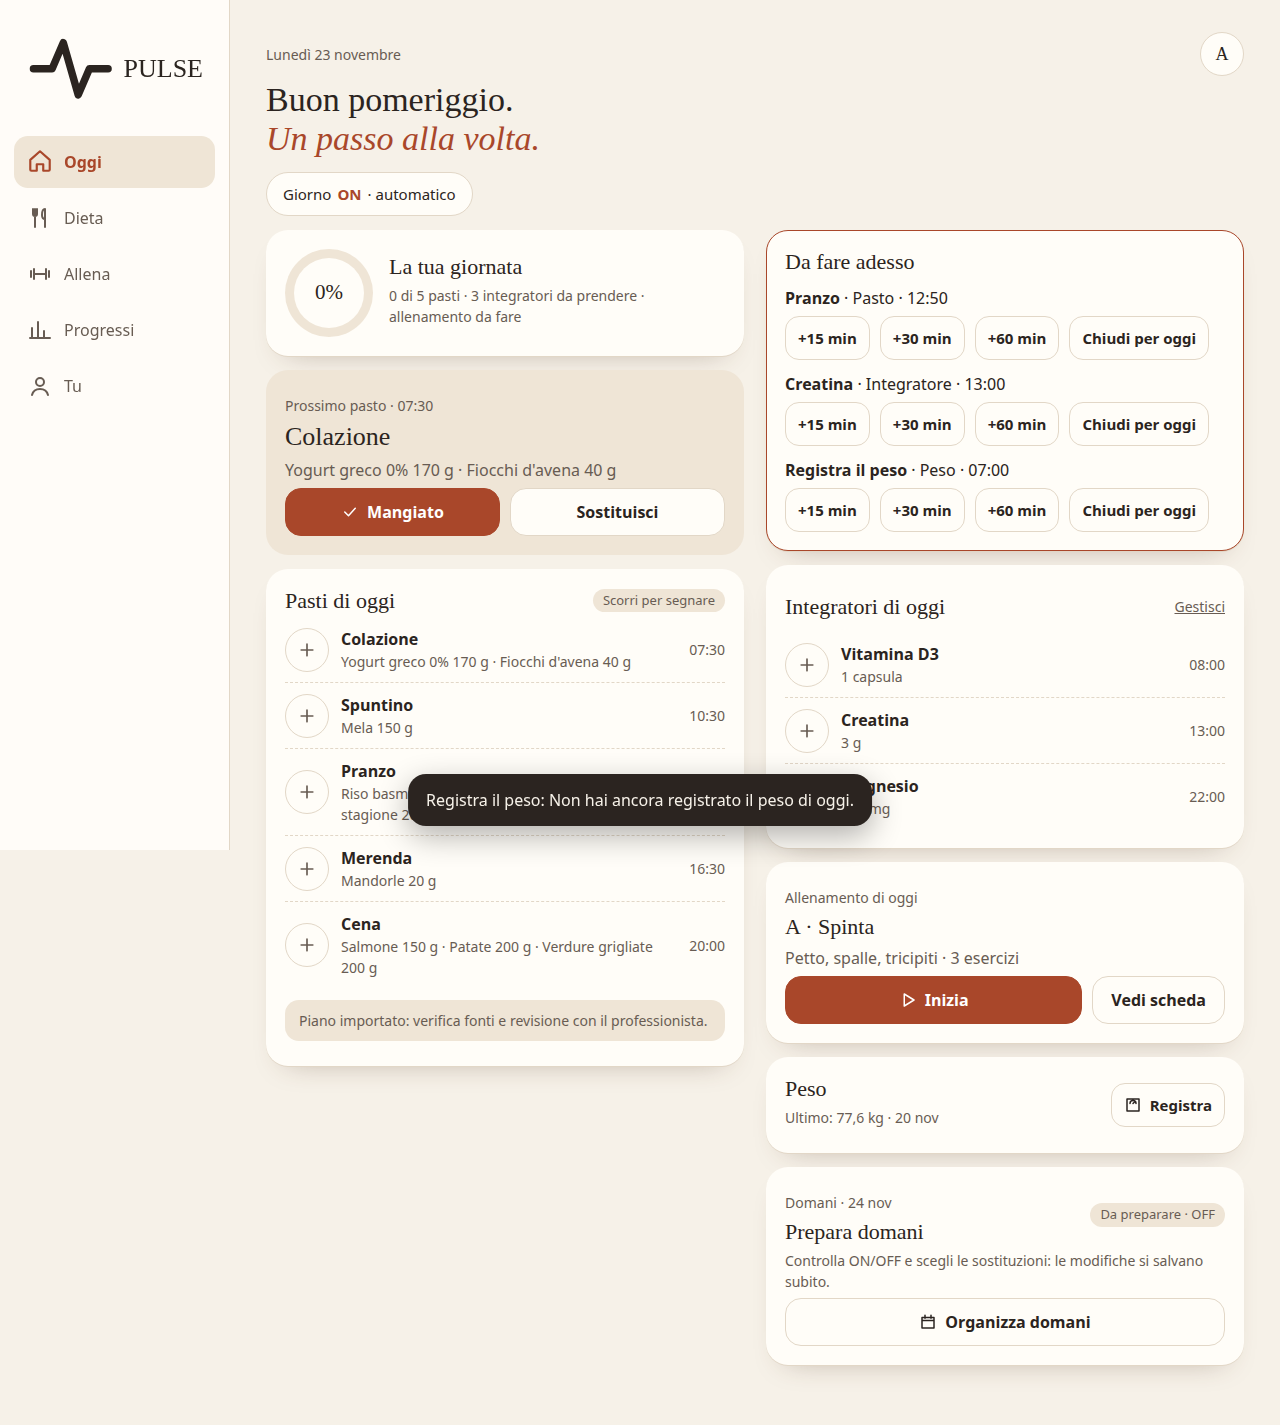 PULSE
Oggi
Dieta
Allena
Progressi
Tu
Lunedì 23 novembre
A
Buon pomeriggio.
Un passo alla volta.
Giorno ON · automatico
0%
La tua giornata
0 di 5 pasti · 3 integratori da prendere ·
allenamento da fare
Prossimo pasto · 07:30
Colazione
Yogurt greco 0% 170 g · Fiocchi d'avena 40 g
Mangiato
Sostituisci
Pasti di oggi
Scorri per segnare
Colazione
Yogurt greco 0% 170 g · Fiocchi d'avena 40 g
07:30
Spuntino
Mela 150 g
10:30
Pranzo
Riso
stagione
Merenda
Mandorle 20 g
16:30
Cena
Salmone 150 g · Patate 200 g · Verdure grigliate
200 g
20:00
Piano importato: verifica fonti e revisione con il professionista.
Da fare adesso
Pranzo · Pasto · 12:50
+15 min +30 min +60 min Chiudi per oggi
Creatina · Integratore · 13:00
+15 min +30 min +60 min Chiudi per oggi
Registra il peso · Peso · 07:00
+15 min +30 min +60 min Chiudi per oggi
Integratori di oggi
Gestisci
Vitamina D3
1 capsula
08:00
Creatina
3 g
13:00
gnesio
mg
22:00
Registra il peso: Non hai ancora registrato il peso di oggi.
Allenamento di oggi
A · Spinta
Petto, spalle, tricipiti · 3 esercizi
Inizia
Vedi scheda
Peso
Ultimo: 77,6 kg · 20 nov
Registra
Domani · 24 nov
Prepara domani
Da preparare · OFF
Controlla ON/OFF e scegli le sostituzioni: le modifiche si salvano
subito.
Organizza domani